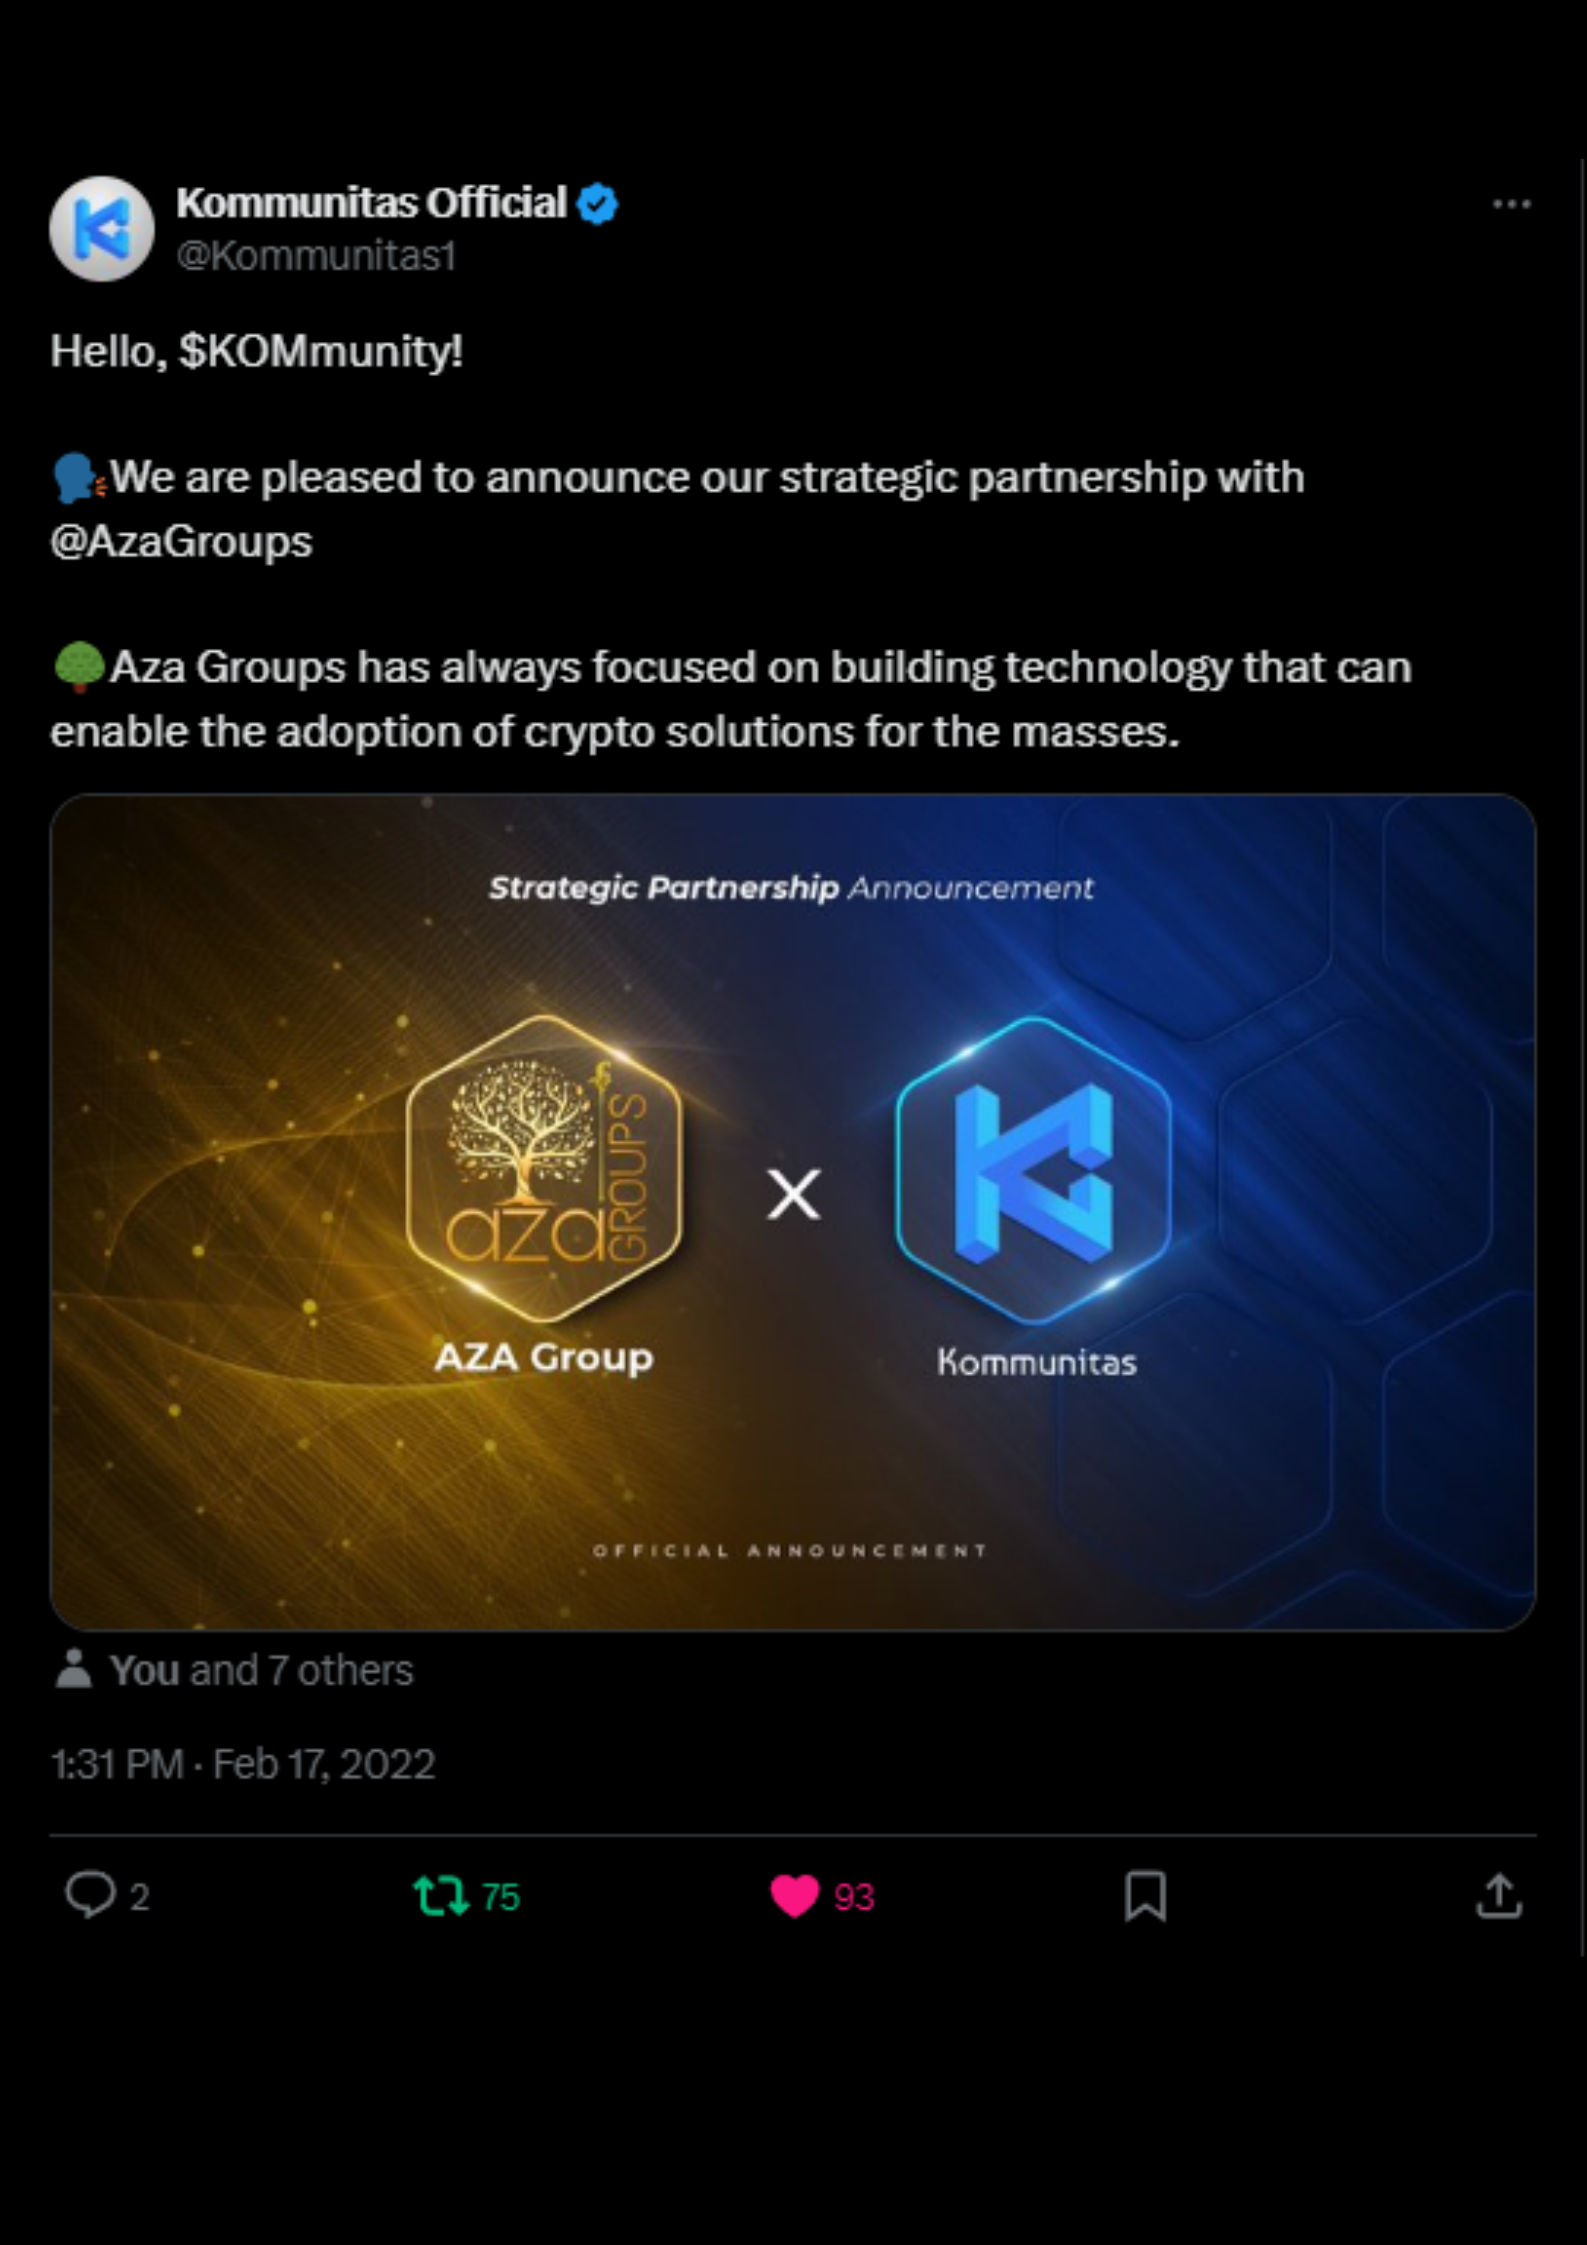 Kommunitas Official
@Kommunitas1
Hello, $KOMmunity!
🗣️We are pleased to announce our strategic partnership with
@AzaGroups
🌳Aza Groups has always focused on building technology that can
enable the adoption of crypto solutions for the masses.
Strategic Partnership Announcement
aza GROUPS
X
AZA Group
Kommunitas
OFFICIAL ANNOUNCEMENT
You and 7 others
1:31 PM · Feb 17, 2022
2 75 93